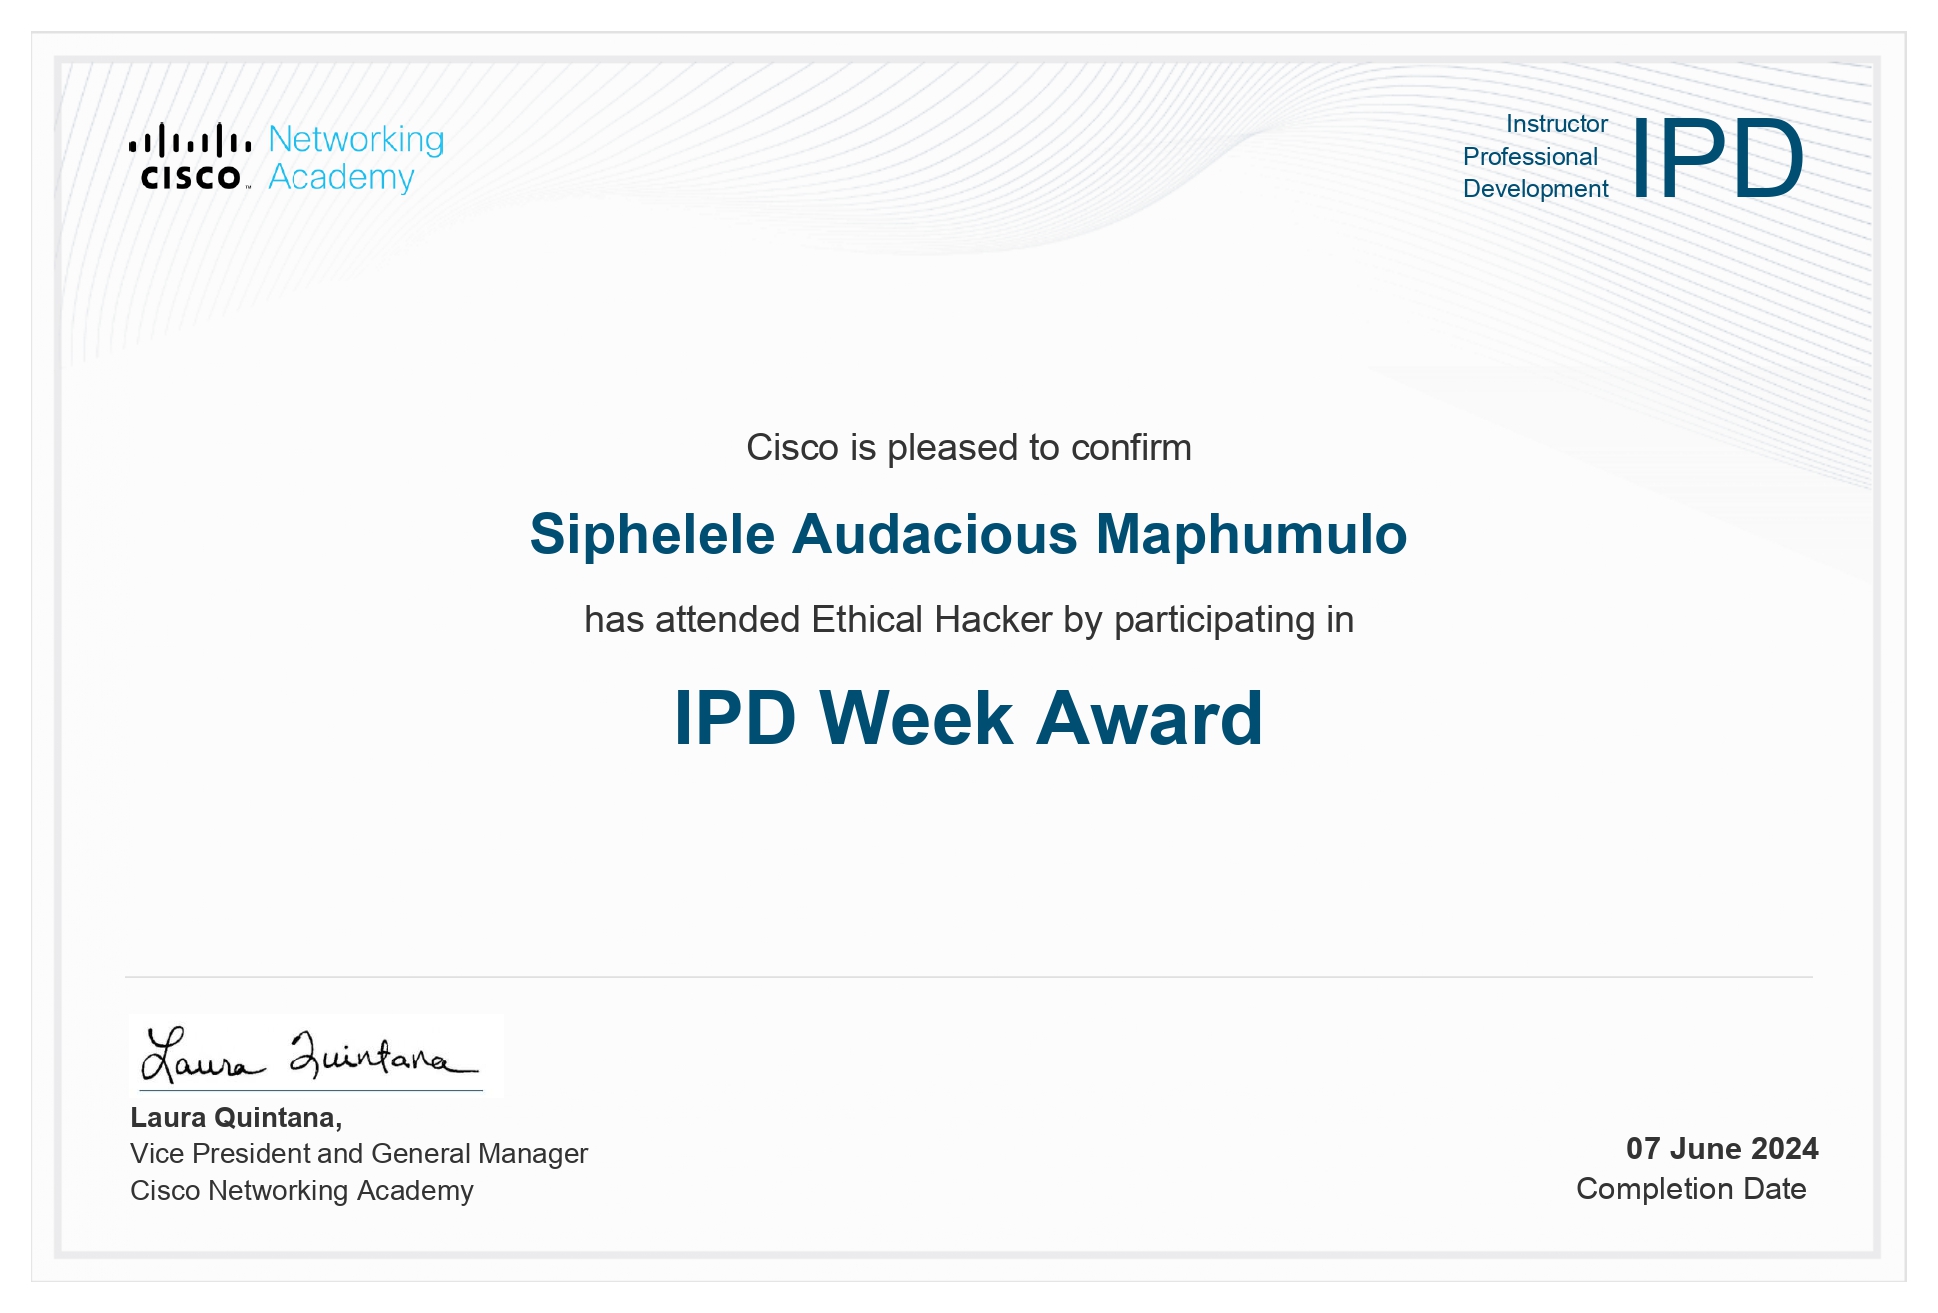 CISCO™ Networking Academy
Instructor Professional Development IPD
Cisco is pleased to confirm
Siphelele Audacious Maphumulo
has attended Ethical Hacker by participating in
IPD Week Award
Laura Quintana
Laura Quintana,
Vice President and General Manager
Cisco Networking Academy
07 June 2024
Completion Date